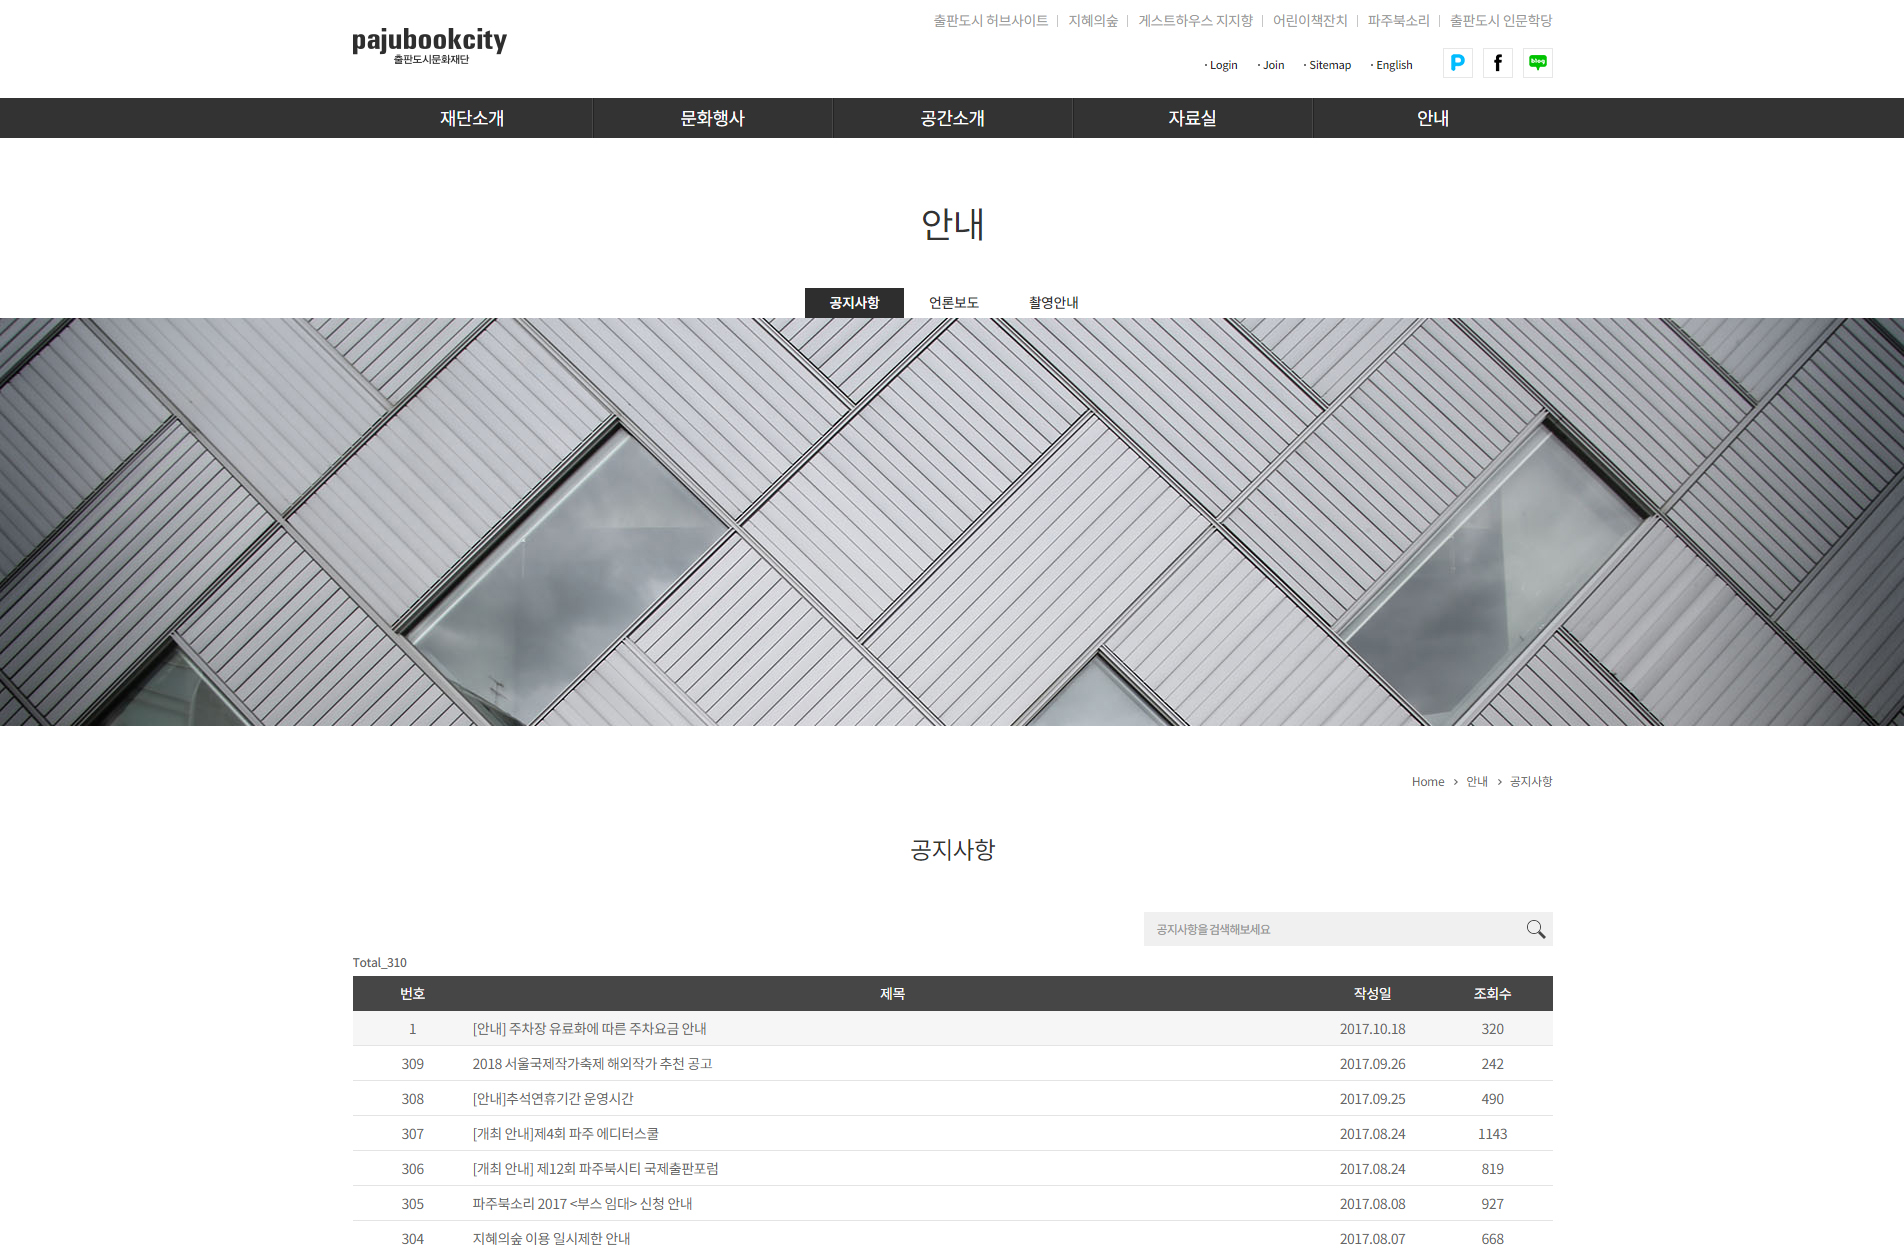 출판도시 허브사이트 | 지혜의숲 | 게스트하우스 지지향 | 어린이책잔치 | 파주북소리 | 출판도시 인문학당
pajubookcity
출판도시문화재단
· Login · Join · Sitemap · English
P f blog
재단소개 문화행사 공간소개 자료실 안내
안내
공지사항 언론보도 촬영안내
Home > 안내 > 공지사항
공지사항
공지사항을 검색해보세요
Total_310
번호 제목 작성일 조회수
1 [안내] 주차장 유료화에 따른 주차요금 안내 2017.10.18 320
309 2018 서울국제작가축제 해외작가 추천 공고 2017.09.26 242
308 [안내]추석연휴기간 운영시간 2017.09.25 490
307 [개최 안내]제4회 파주 에디터스쿨 2017.08.24 1143
306 [개최 안내] 제12회 파주북시티 국제출판포럼 2017.08.24 819
305 파주북소리 2017 <부스 임대> 신청 안내 2017.08.08 927
304 지혜의숲 이용 일시제한 안내 2017.08.07 668